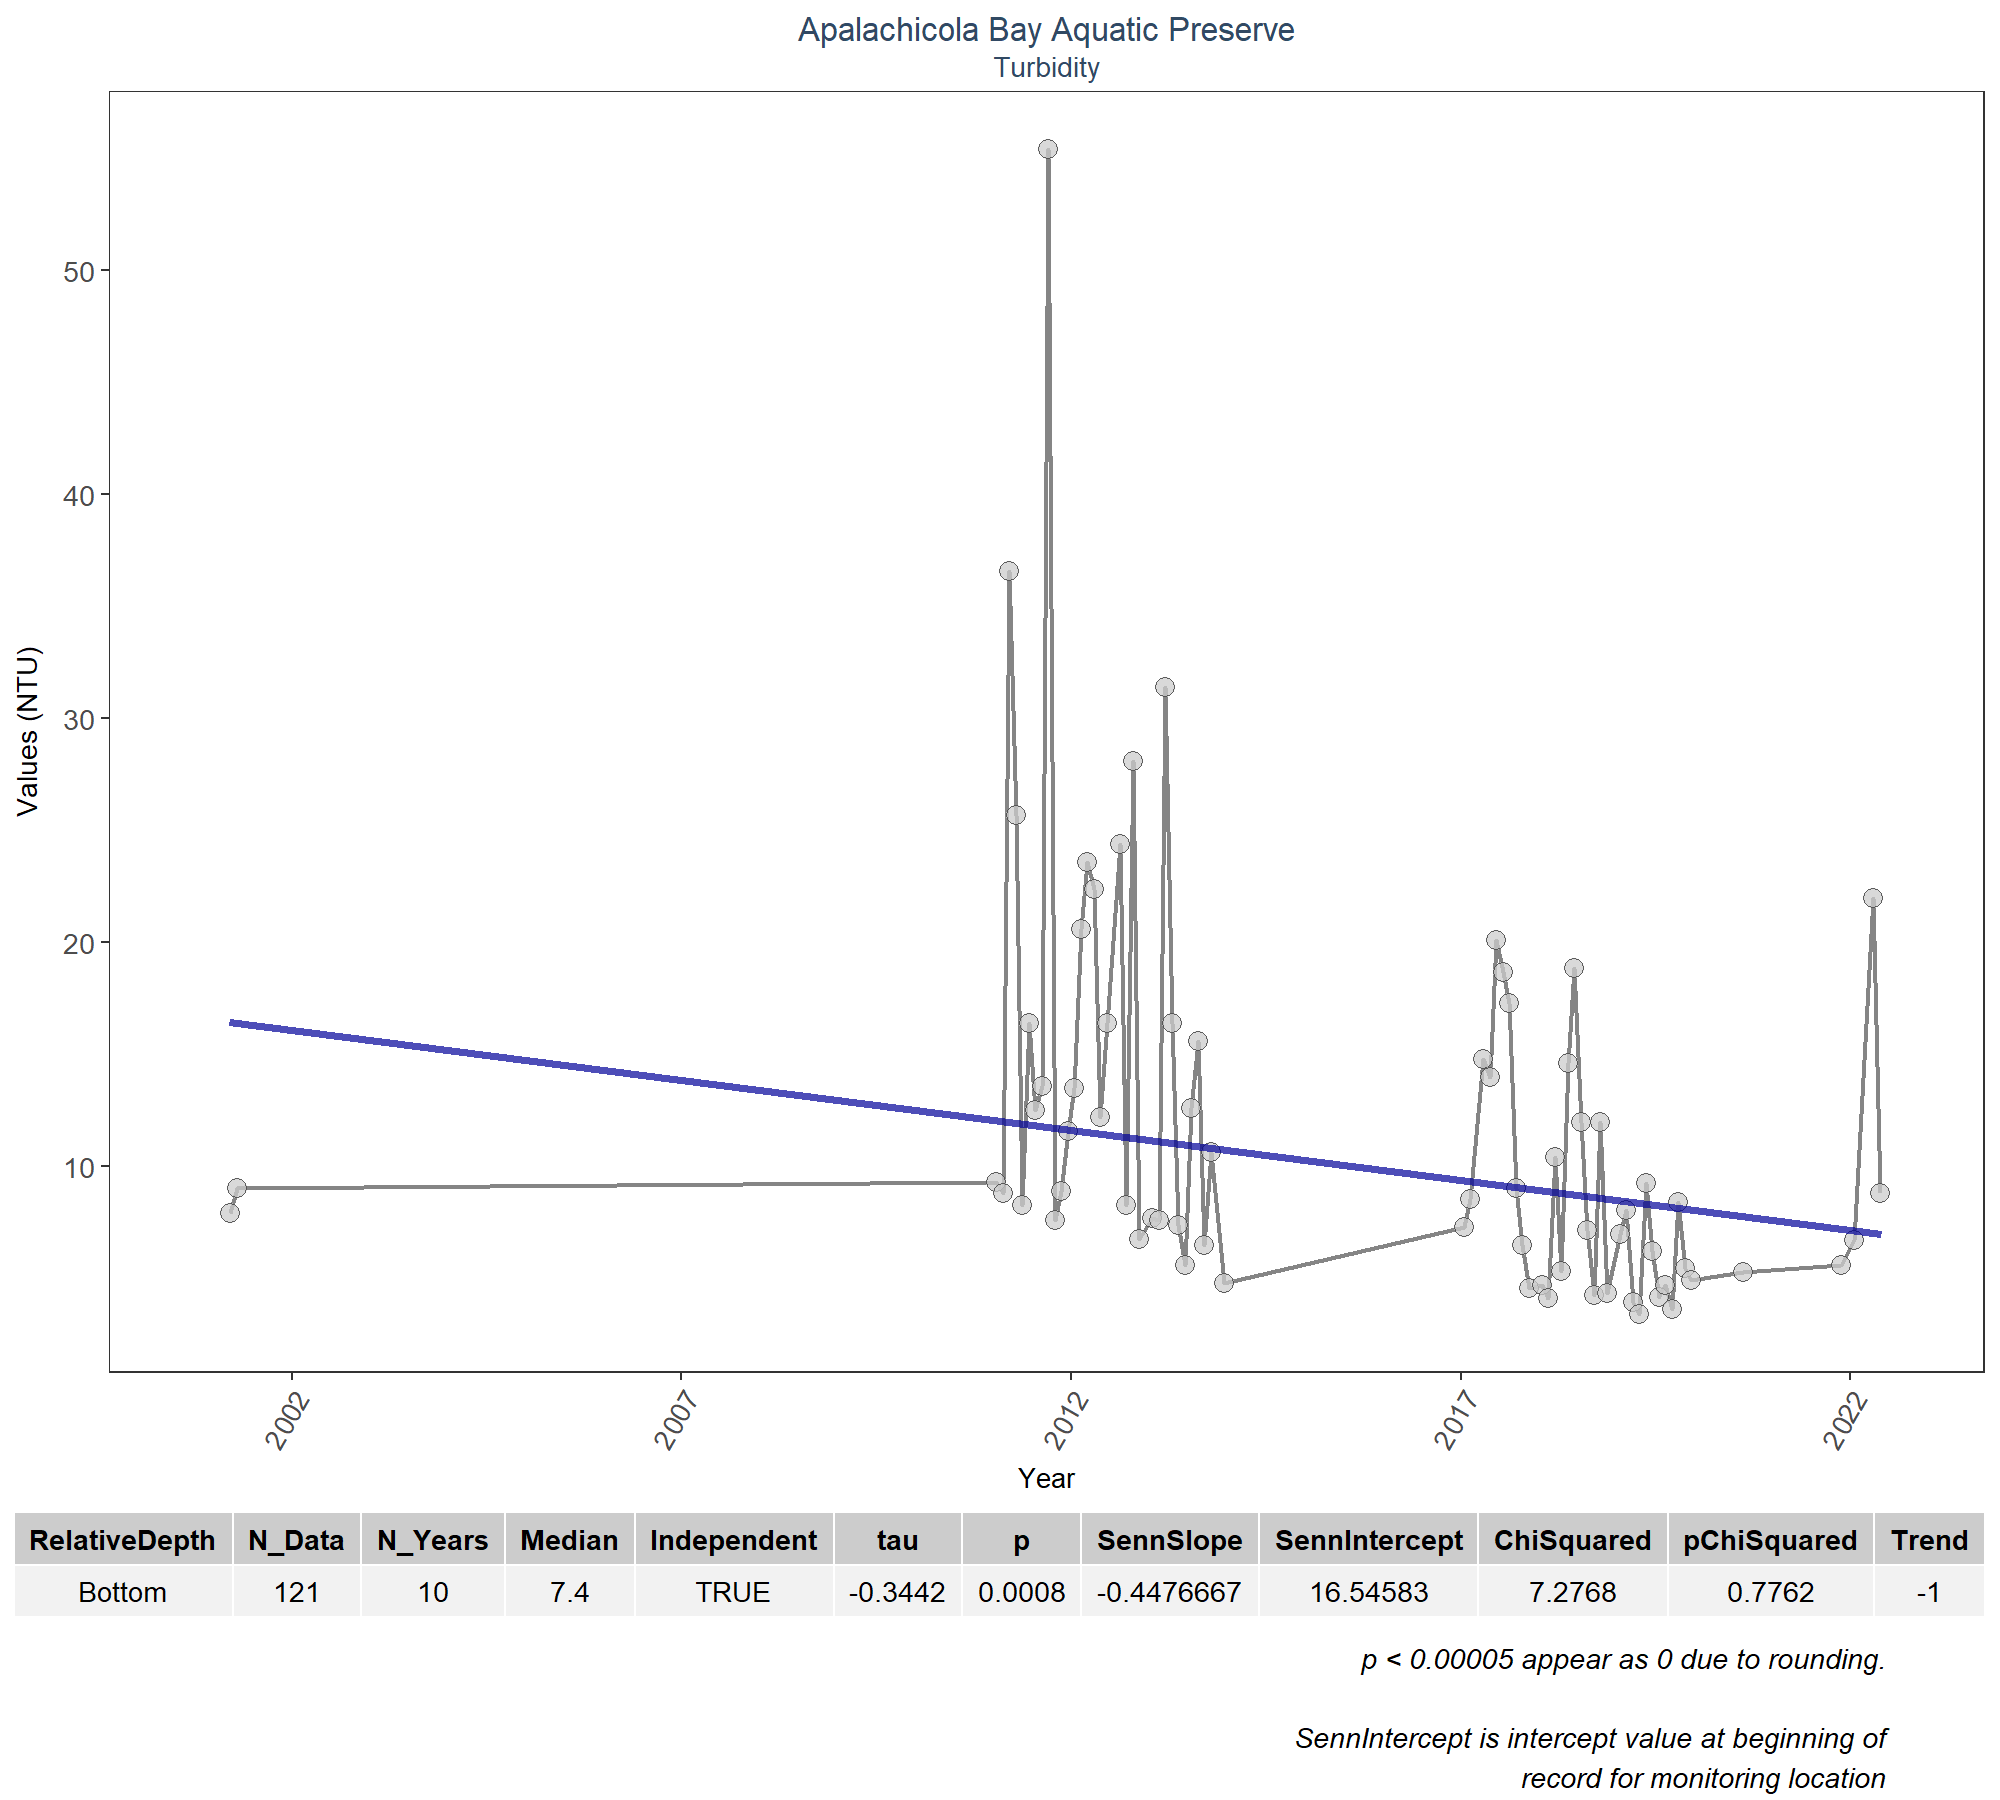 Apalachicola Bay Aquatic Preserve
Turbidity
Values (NTU)
50
40
30
20
10
2002 2007 2012 2017 2022
Year
RelativeDepth N_Data N_Years Median Independent tau p SennSlope SennIntercept ChiSquared pChiSquared Trend
Bottom 121 10 7.4 TRUE -0.3442 0.0008 -0.4476667 16.54583 7.2768 0.7762 -1
p < 0.00005 appear as 0 due to rounding.
SennIntercept is intercept value at beginning of
record for monitoring location